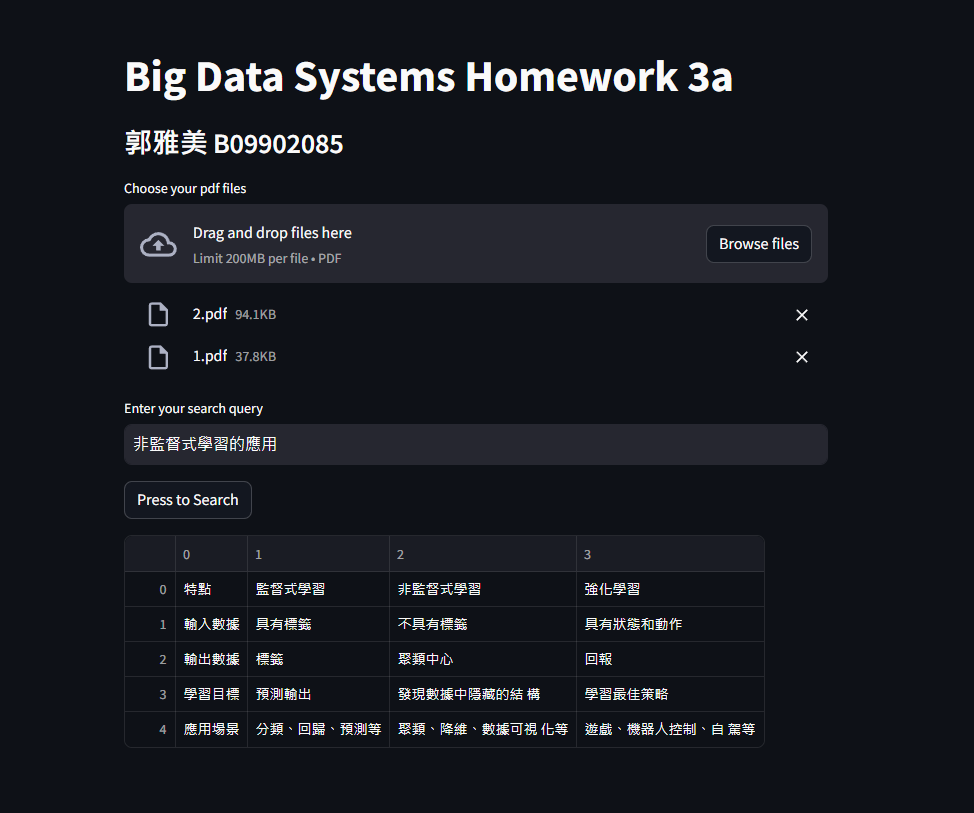 Big Data Systems Homework 3a
郭雅美 B09902085
Choose your pdf files
Drag and drop files here
Limit 200MB per file • PDF
Browse files
2.pdf 94.1KB
1.pdf 37.8KB
Enter your search query
非監督式學習的應用
Press to Search
0 1 2 3
0 特點 監督式學習 非監督式學習 強化學習
1 輸入數據 具有標籤 不具有標籤 具有狀態和動作
2 輸出數據 標籤 聚類中心 回報
3 學習目標 預測輸出 發現數據中隱藏的結 構 學習最佳策略
4 應用場景 分類、回歸、預測等 聚類、降維、數據可視 化等 遊戲、機器人控制、自 駕等